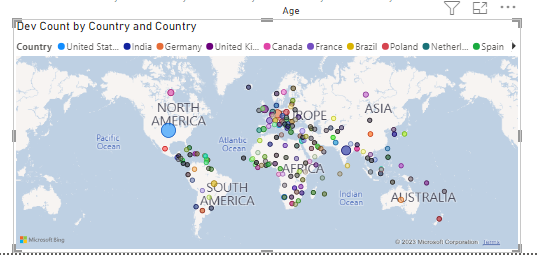 Age
Dev Count by Country and Country
Country United Stat... India Germany United Ki... Canada France Brazil Poland Netherl... Spain
NORTH
AMERICA
ASIA
Pacific
Ocean
Atlantic
Ocean
AFRICA
SOUTH
AMERICA
Indian
Ocean
AUSTRALIA
Microsoft Bing
© 2023 Microsoft Corporation Terms